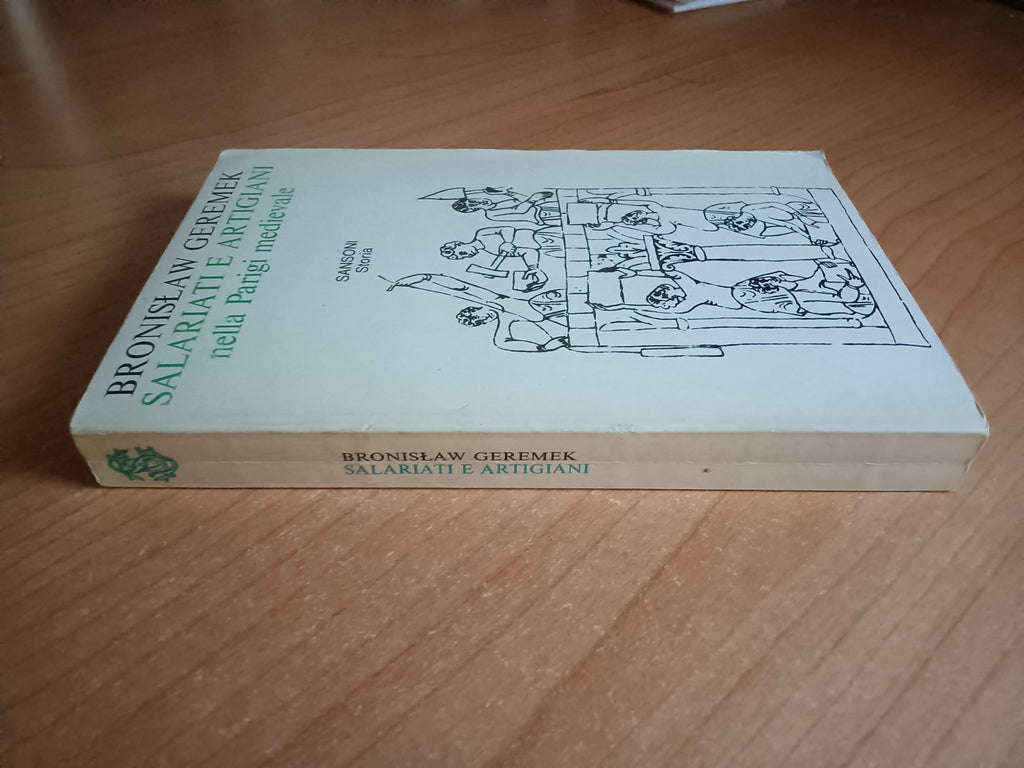 BRONISŁAW GEREMEK
SALARIATI E ARTIGIANI
nella Parigi medievale
SANSONI
Storia
BRONISŁAW GEREMEK
SALARIATI E ARTIGIANI